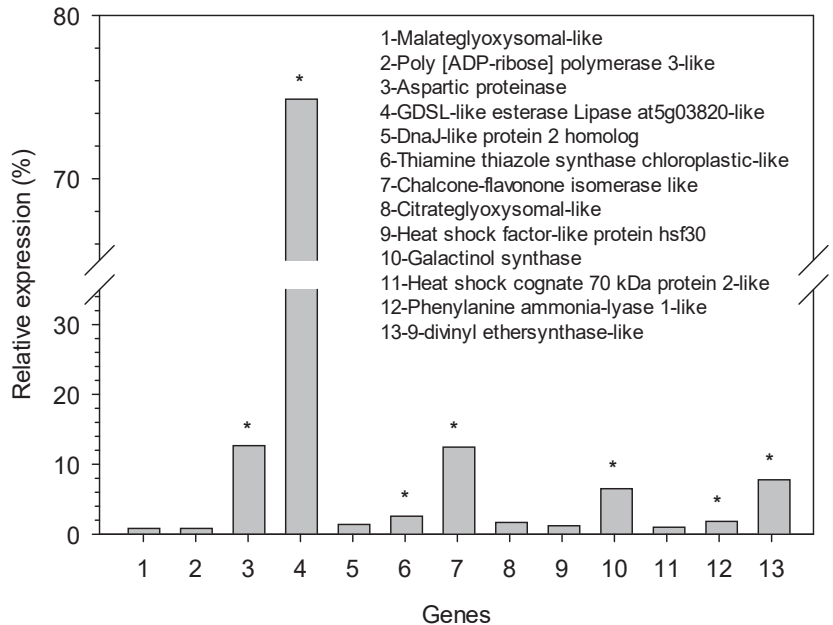 80
70
30
20
10
0
Relative expression (%)
1-Malateglyoxysomal-like
2-Poly [ADP-ribose] polymerase 3-like
3-Aspartic proteinase
4-GDSL-like esterase Lipase at5g03820-like
5-DnaJ-like protein 2 homolog
6-Thiamine thiazole synthase chloroplastic-like
7-Chalcone-flavonone isomerase like
8-Citrateglyoxysomal-like
9-Heat shock factor-like protein hsf30
10-Galactinol synthase
11-Heat shock cognate 70 kDa protein 2-like
12-Phenylanine ammonia-lyase 1-like
13-9-divinyl ethersynthase-like
*
*
*
*
*
*
*
1 2 3 4 5 6 7 8 9 10 11 12 13
Genes